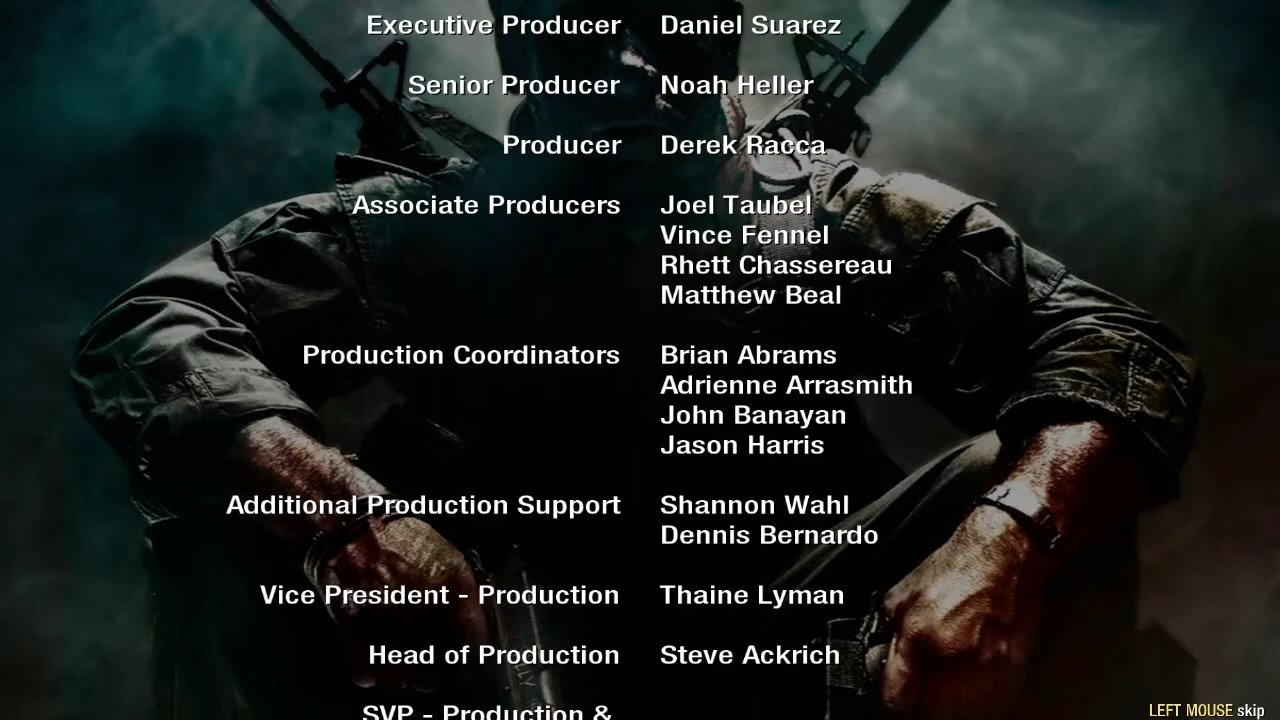 Executive Producer Daniel Suarez
Senior Producer Noah Heller
Producer Derek Racca
Associate Producers Joel Taubel
Vince Fennel
Rhett Chassereau
Matthew Beal
Production Coordinators Brian Abrams
Adrienne Arrasmith
John Banayan
Jason Harris
Additional Production Support Shannon Wahl
Dennis Bernardo
Vice President - Production Thaine Lyman
Head of Production Steve Ackrich
SVP - Production &
LEFT MOUSE skip